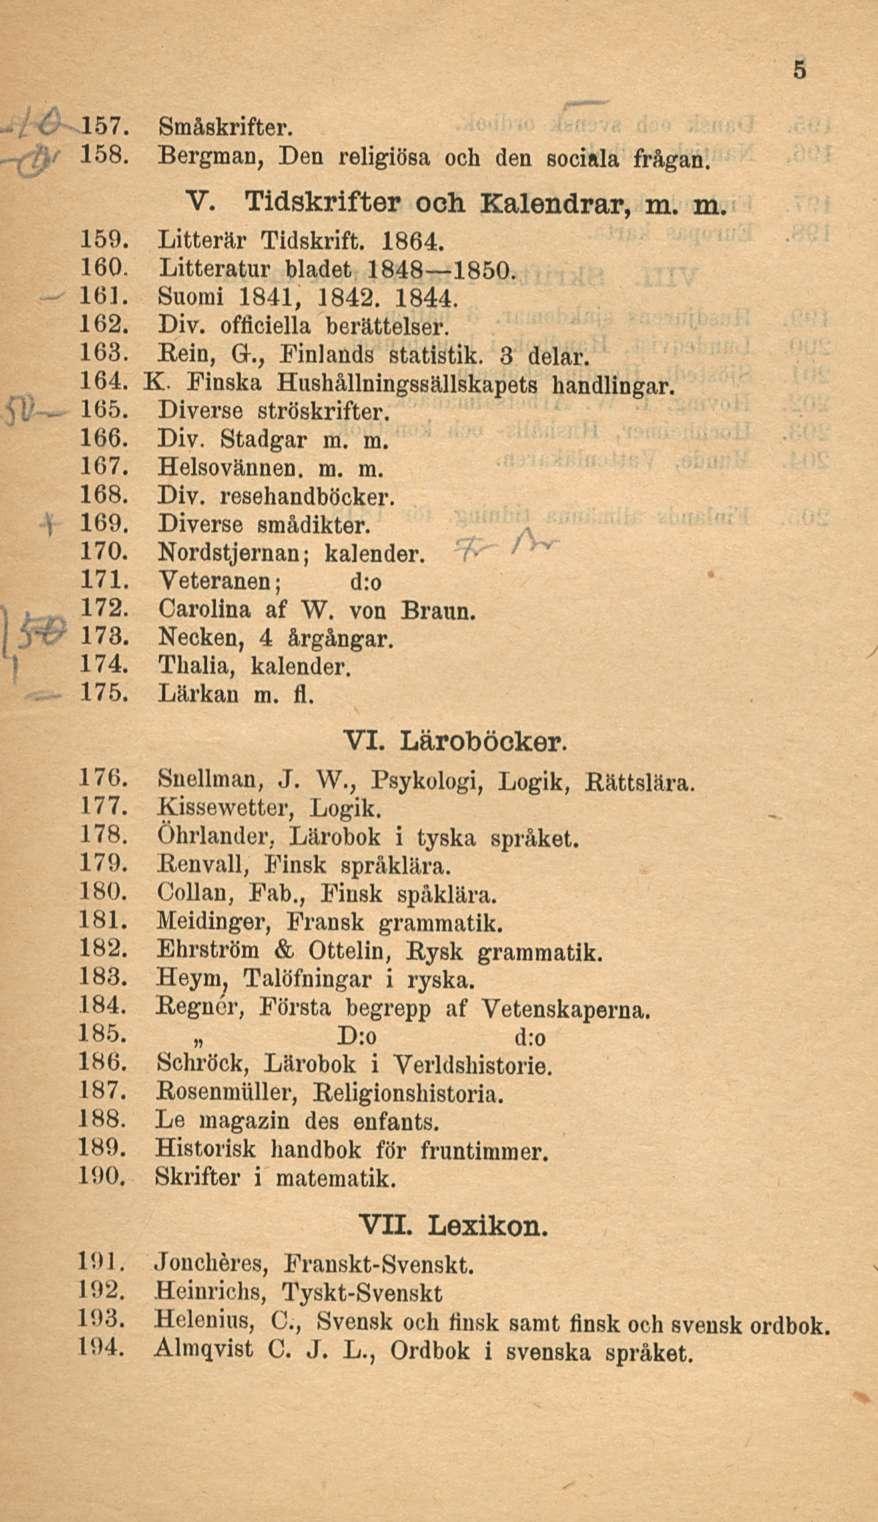 5
157. Småskrifter.
158. Bergman, Den religiösa och den sociala frågan.
V. Tidskrifter och Kalendrar, m. m.
159. Litterär Tidskrift. 1864.
160. Litteratur bladet 1848—1850.
161. Suomi 1841, 1842. 1844.
162. Div. officiella berättelser.
163. Rein, G., Finlands statistik. 3 delar.
164. K. Finska Hushållningssällskapets handlingar.
50 165. Diverse ströskrifter.
166. Div. Stadgar m. m.
167. Helsovännen. m. m.
168. Div. resehandböcker.
169. Diverse smådikter.
170. Nordstjernan; kalender.
171. Veteranen; d:o
172. Carolina af W. von Braun.
173. Necken, 4 årgångar.
174. Thalia, kalender.
175. Lärkan m. fl.
VI. Läroböcker.
176. Snellman, J. W., Psykologi, Logik, Rättslära.
177. Kissewetter, Logik.
178. Öhrlander, Lärobok i tyska språket.
179. Renvall, Finsk språklära.
180. Collan, Fab., Finsk spåklära.
181. Meidinger, Fransk grammatik.
182. Ehrström & Ottelin, Rysk grammatik.
183. Heym, Talöfningar i ryska.
184. Regnér, Första begrepp af Vetenskaperna.
185. „ D:o d:o
186. Schröck, Lärobok i Verldshistorie.
187. Rosenmüller, Religionshistoria.
188. Le magazin des enfants.
189. Historisk handbok för fruntimmer.
190. Skrifter i matematik.
VII. Lexikon.
191. Jonchères, Franskt-Svenskt.
192. Heinrichs, Tyskt-Svenskt
193. Helenius, C., Svensk och finsk samt finsk och svensk ordbok.
194. Almqvist C. J. L., Ordbok i svenska språket.